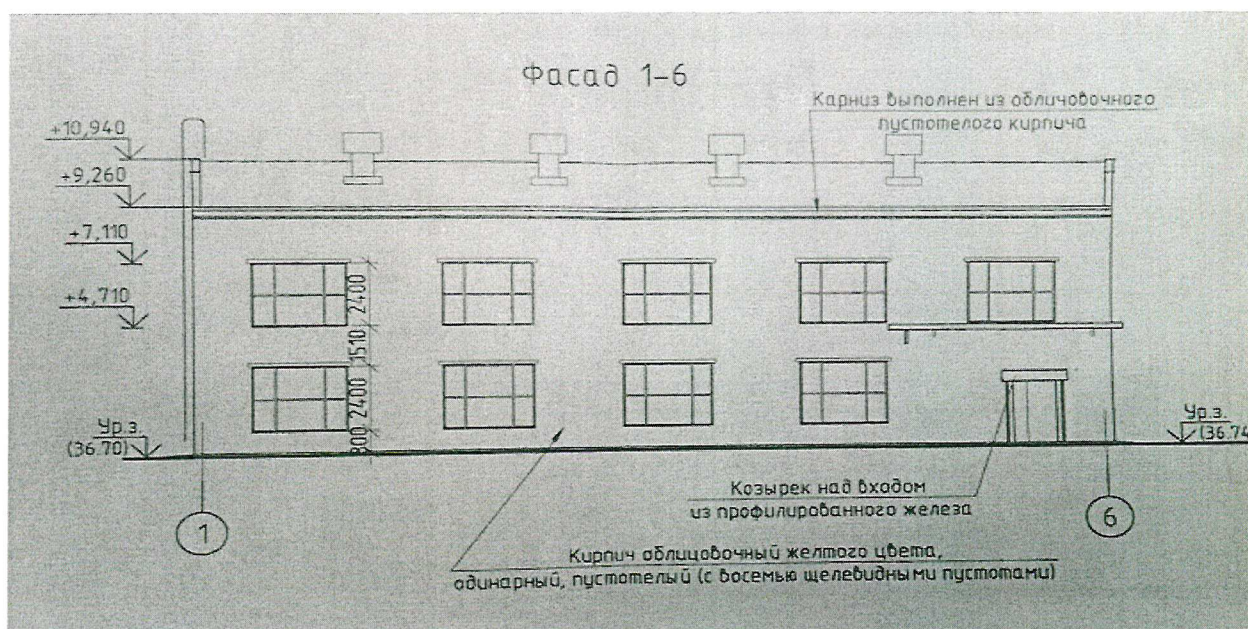 Фасад 1-6
Карниз выполнен из обличовочного
пустотелого кирпича
+10,940
+9,260
+7,110
+4,710
2400
1510
2400
800
Ур.з.
(36.70)
Ур.з.
(36.74
Козырек над входом
из профилированного железа
1
6
Кирпич облицовочный желтого цвета,
одинарный, пустотелый (с восемью щелевидными пустотами)